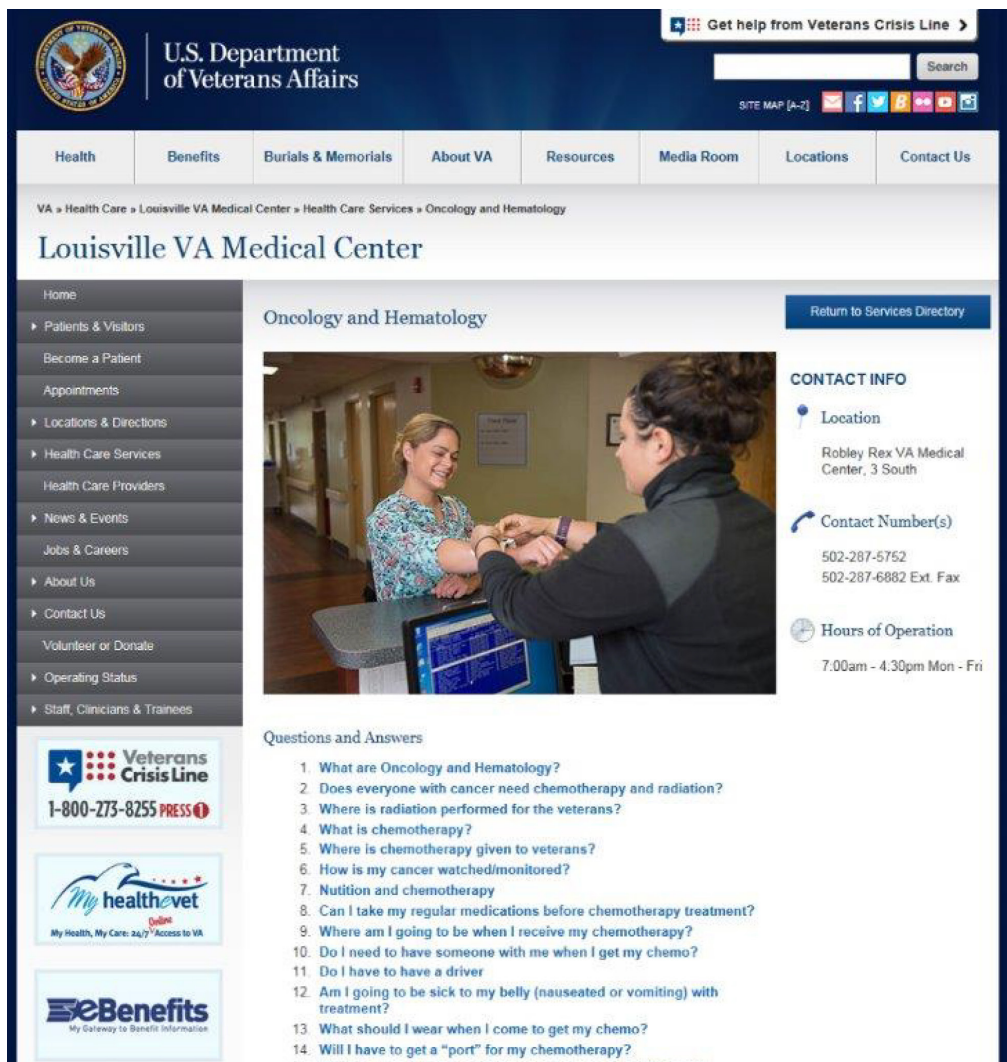 Get help from Veterans Crisis Line
U.S. Department
of Veterans Affairs
Search
SITE MAP [A-Z]
Health
Benefits
Burials & Memorials
About VA
Resources
Media Room
Locations
Contact Us
VA » Health Care » Louisville VA Medical Center » Health Care Services » Oncology and Hematology
Louisville VA Medical Center
Home
Patients & Visitors
Become a Patient
Appointments
Locations & Directions
Health Care Services
Health Care Providers
News & Events
Jobs & Careers
About Us
Contact Us
Volunteer or Donate
Operating Status
Staff, Clinicians & Trainees
Veterans
Crisis Line
1-800-273-8255 PRESS 1
My healthevet
My Health, My Care: 24/7 Online Access to VA
eBenefits
My Gateway to Benefit Information
Oncology and Hematology
Return to Services Directory
CONTACT INFO
Location
Robley Rex VA Medical
Center, 3 South
Contact Number(s)
502-287-5752
502-287-6882 Ext. Fax
Hours of Operation
7:00am - 4:30pm Mon - Fri
Questions and Answers
1. What are Oncology and Hematology?
2. Does everyone with cancer need chemotherapy and radiation?
3. Where is radiation performed for the veterans?
4. What is chemotherapy?
5. Where is chemotherapy given to veterans?
6. How is my cancer watched/monitored?
7. Nutition and chemotherapy
8. Can I take my regular medications before chemotherapy treatment?
9. Where am I going to be when I receive my chemotherapy?
10. Do I need to have someone with me when I get my chemo?
11. Do I have to have a driver
12. Am I going to be sick to my belly (nauseated or vomiting) with
treatment?
13. What should I wear when I come to get my chemo?
14. Will I have to get a “port” for my chemotherapy?